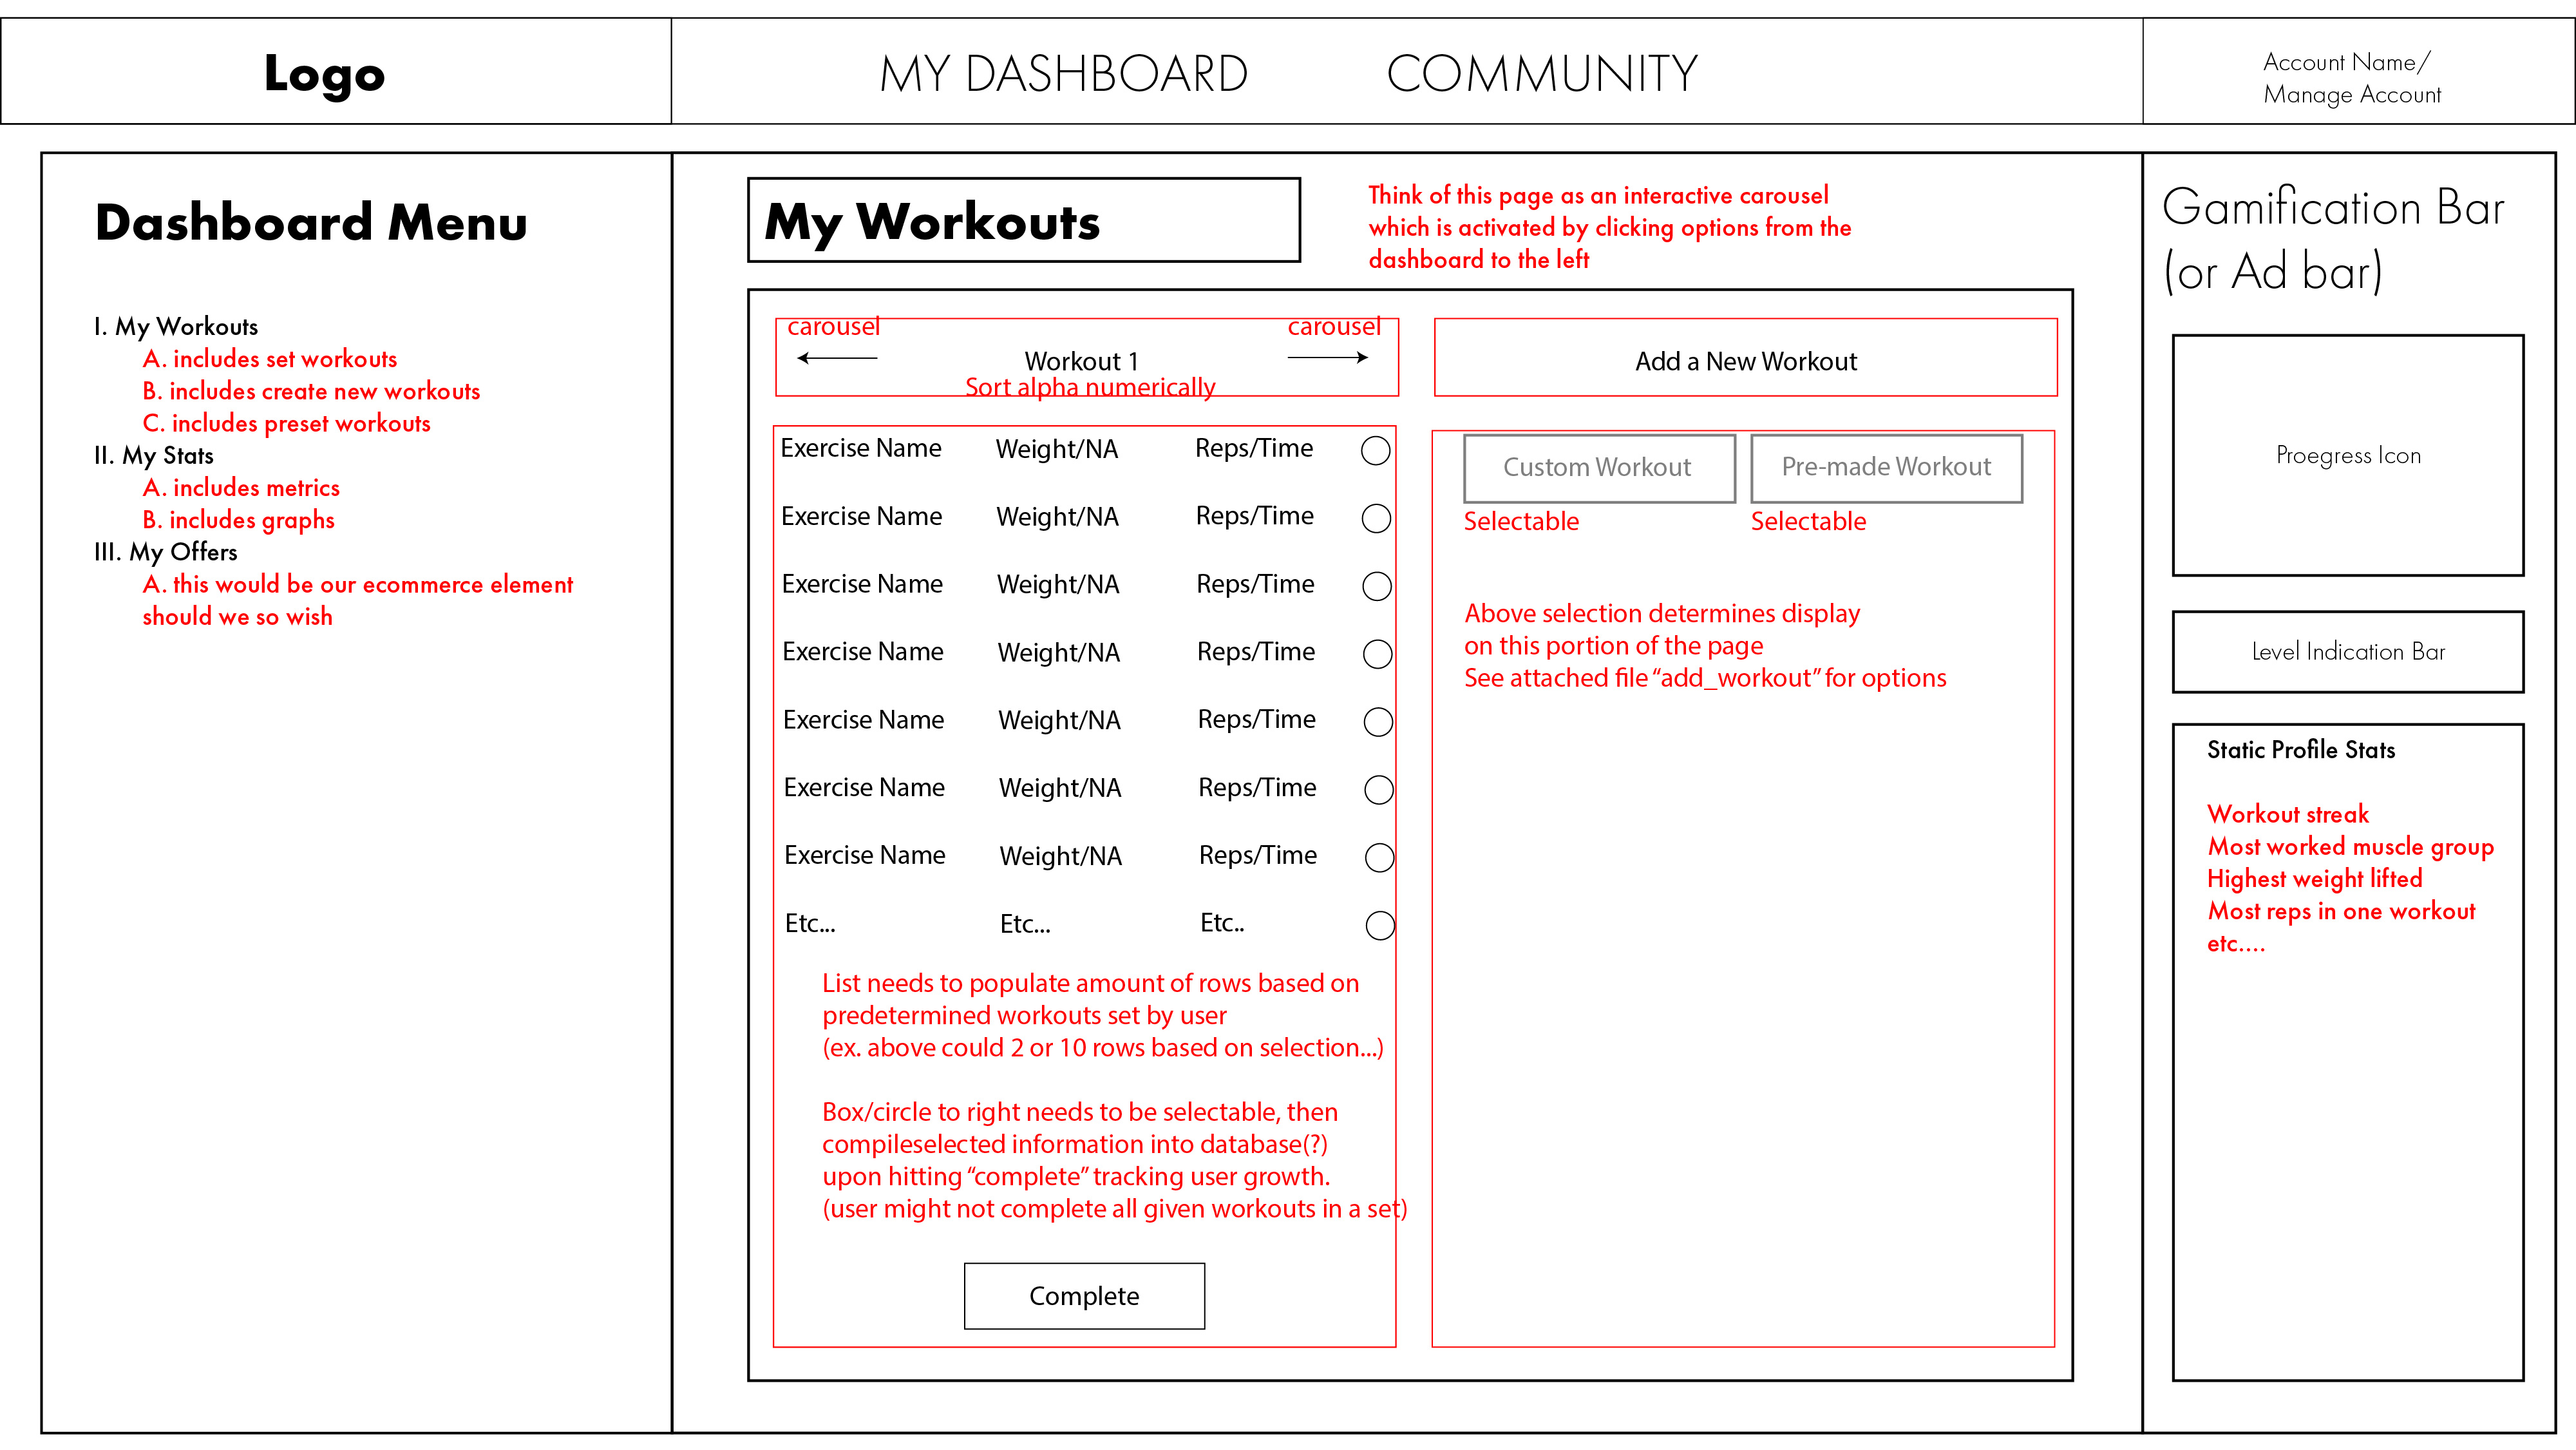 Logo
MY DASHBOARD
COMMUNITY
Account Name/
Manage Account
Dashboard Menu
I. My Workouts
A. includes set workouts
B. includes create new workouts
C. includes preset workouts
II. My Stats
A. includes metrics
B. includes graphs
III. My Offers
A. this would be our ecommerce element
should we so wish
My Workouts
Think of this page as an interactive carousel
which is activated by clicking options from the
dashboard to the left
carousel
carousel
Workout 1
Sort alpha numerically
Exercise Name Weight/NA Reps/Time
Exercise Name Weight/NA Reps/Time
Exercise Name Weight/NA Reps/Time
Exercise Name Weight/NA Reps/Time
Exercise Name Weight/NA Reps/Time
Exercise Name Weight/NA Reps/Time
Exercise Name Weight/NA Reps/Time
Etc... Etc... Etc..
List needs to populate amount of rows based on
predetermined workouts set by user
(ex. above could 2 or 10 rows based on selection...)
Box/circle to right needs to be selectable, then
compileselected information into database(?)
upon hitting “complete” tracking user growth.
(user might not complete all given workouts in a set)
Complete
Add a New Workout
Custom Workout
Pre-made Workout
Selectable
Selectable
Above selection determines display
on this portion of the page
See attached file “add_workout” for options
Gamification Bar
(or Ad bar)
Proegress Icon
Level Indication Bar
Static Profile Stats
Workout streak
Most worked muscle group
Highest weight lifted
Most reps in one workout
etc....